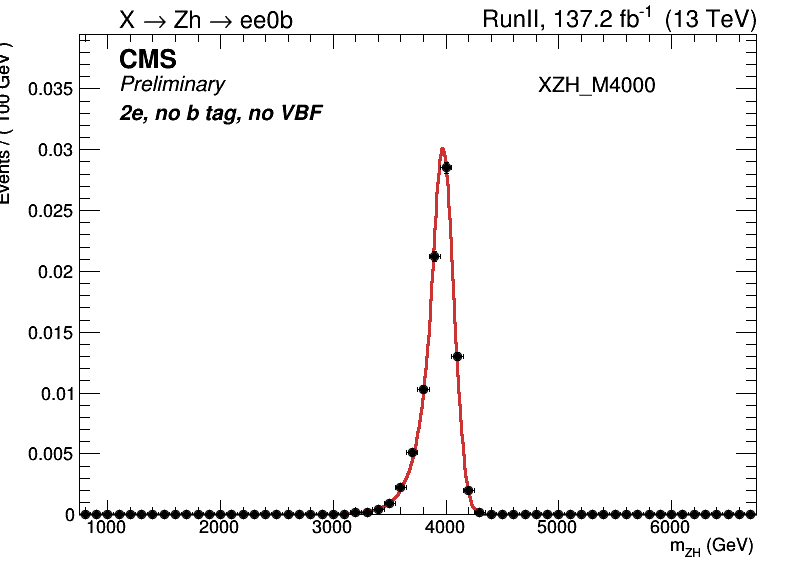 X → Zh → ee0b
RunII, 137.2 fb-1 (13 TeV)
CMS
Preliminary
2e, no b tag, no VBF
XZH_M4000
Events / ( 100 GeV )
0.035
0.03
0.025
0.02
0.015
0.01
0.005
0
1000 2000 3000 4000 5000 6000
mZH (GeV)